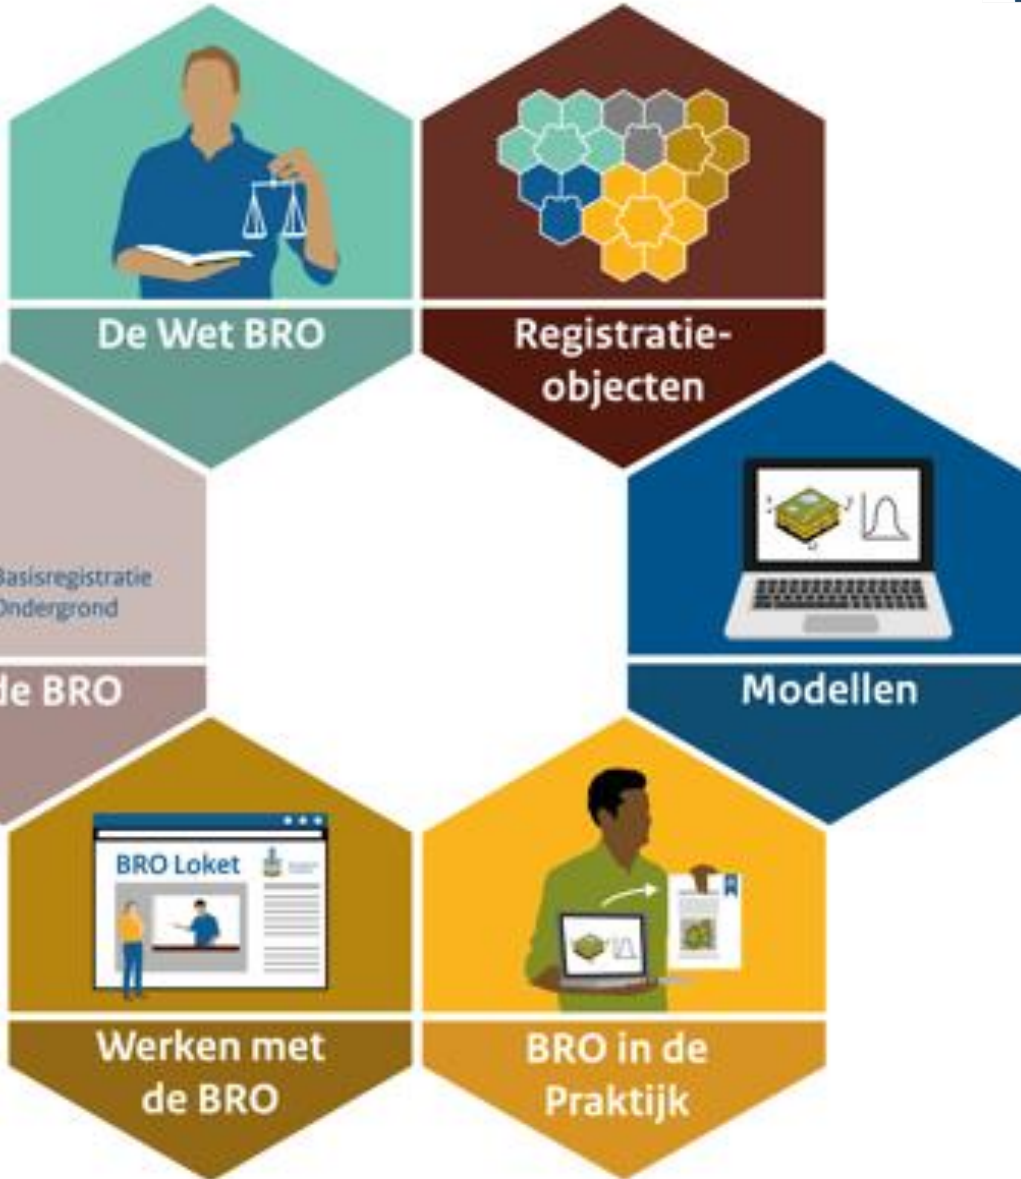 De Wet BRO
Registratie-
objecten
Basisregistratie
Ondergrond
de BRO
Modellen
BRO Loket
Werken met
de BRO
BRO in de
Praktijk